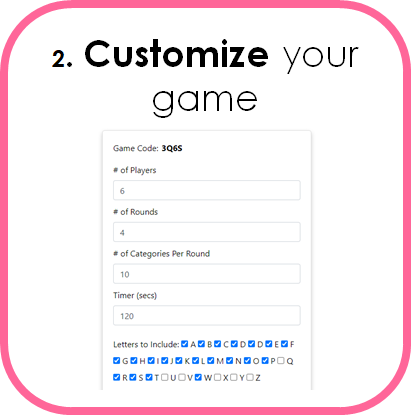 2. Customize your
game
Game Code: 3Q6S
# of Players
6
# of Rounds
4
# of Categories Per Round
10
Timer (secs)
120
Letters to Include: A B C D D E F
G H I J K L M N O P Q
R S T U V W X Y Z